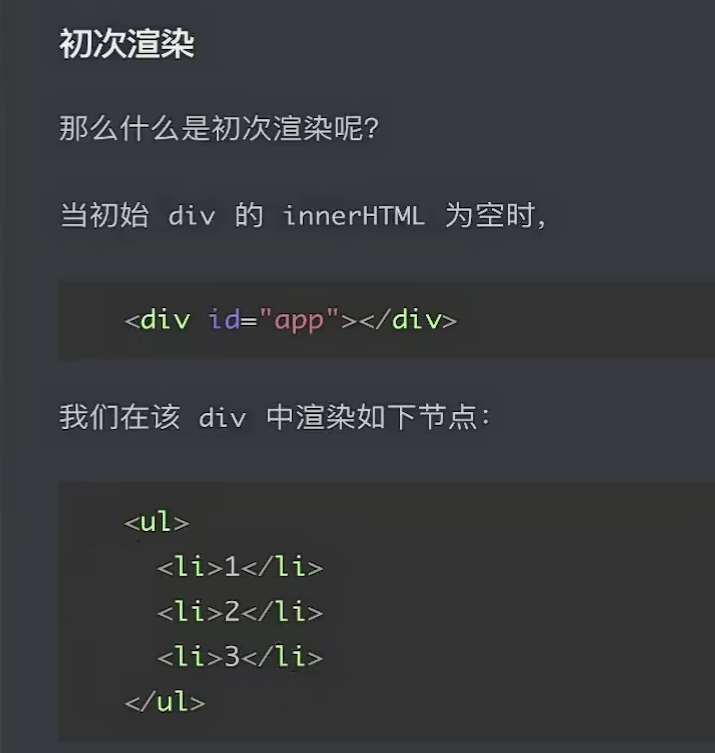 初次渲染
那么什么是初次渲染呢？
当初始 div 的 innerHTML 为空时，
<div id="app"></div>
我们在该 div 中渲染如下节点：
<ul>
<li>1</li>
<li>2</li>
<li>3</li>
</ul>